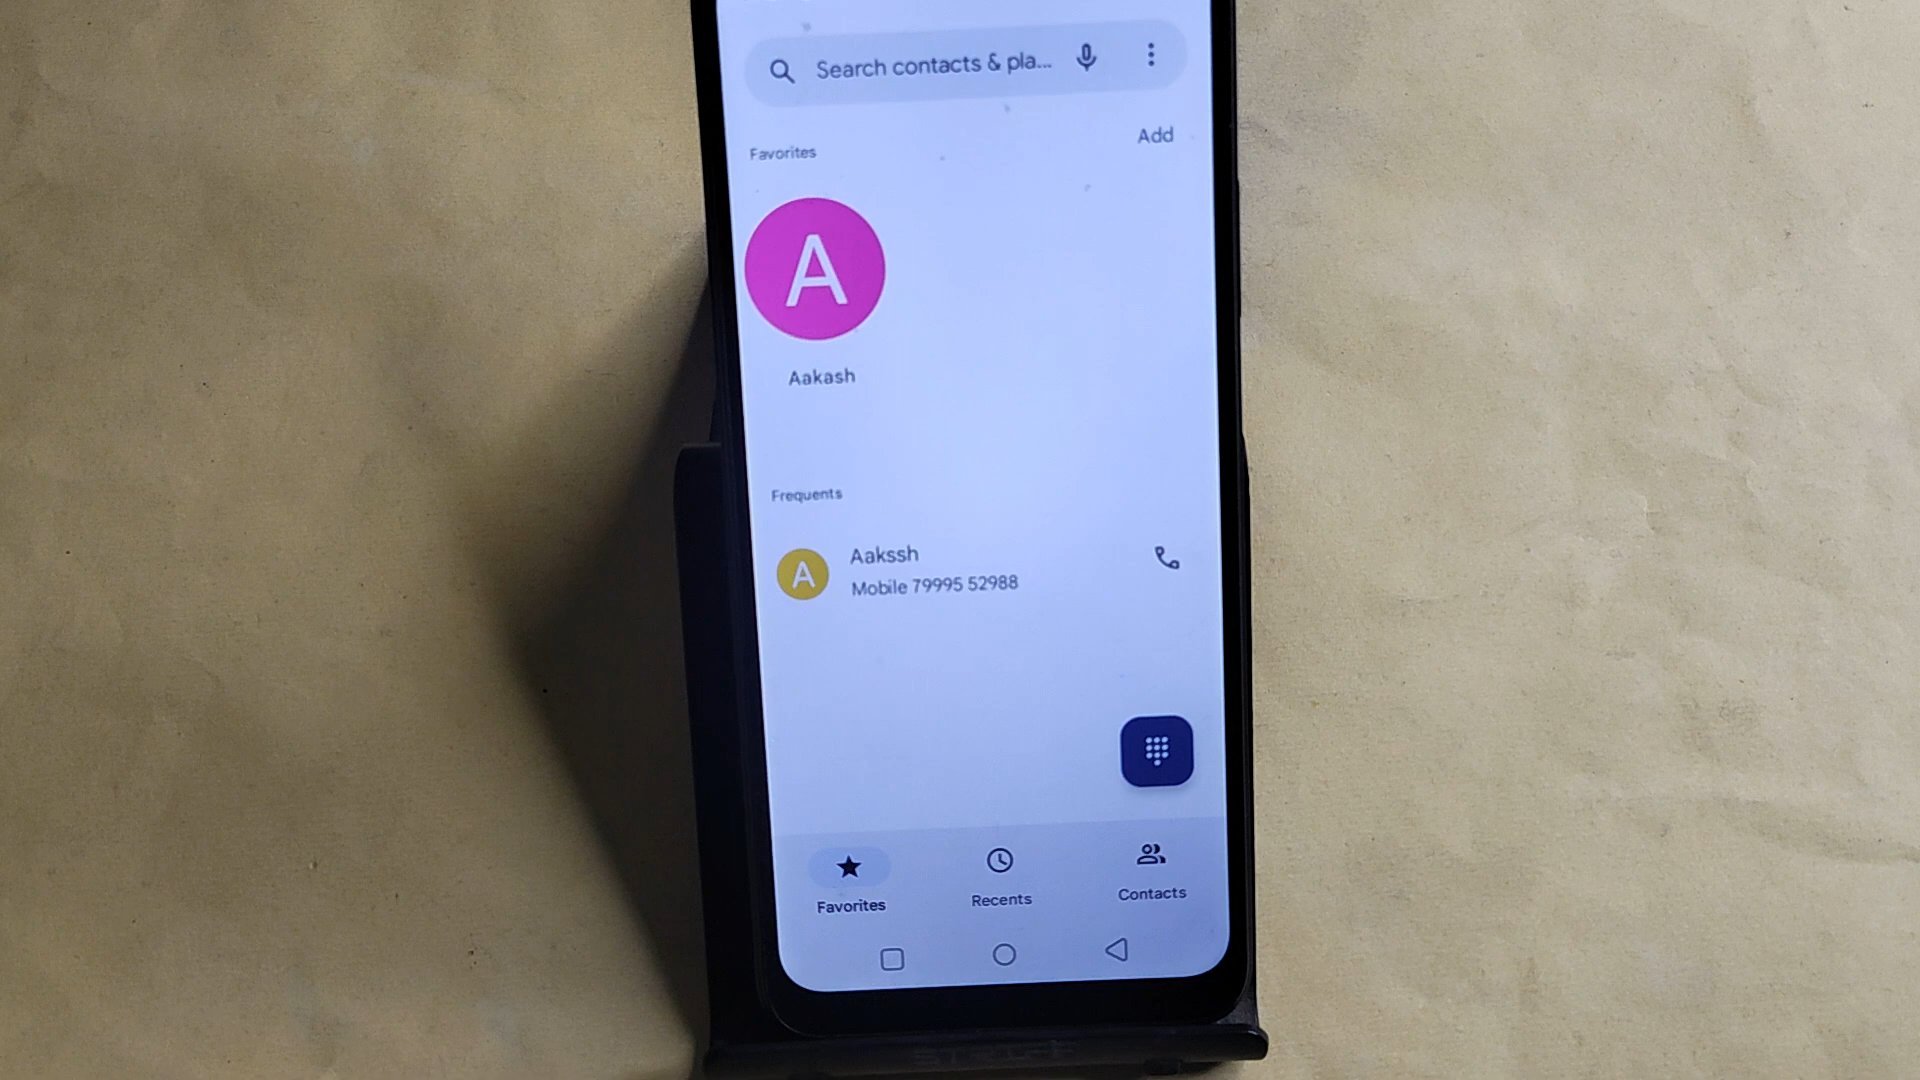 Search contacts & pla...
Favorites
Add
A
Aakash
Frequents
A
Aakssh
Mobile 79995 52988
Favorites
Recents
Contacts